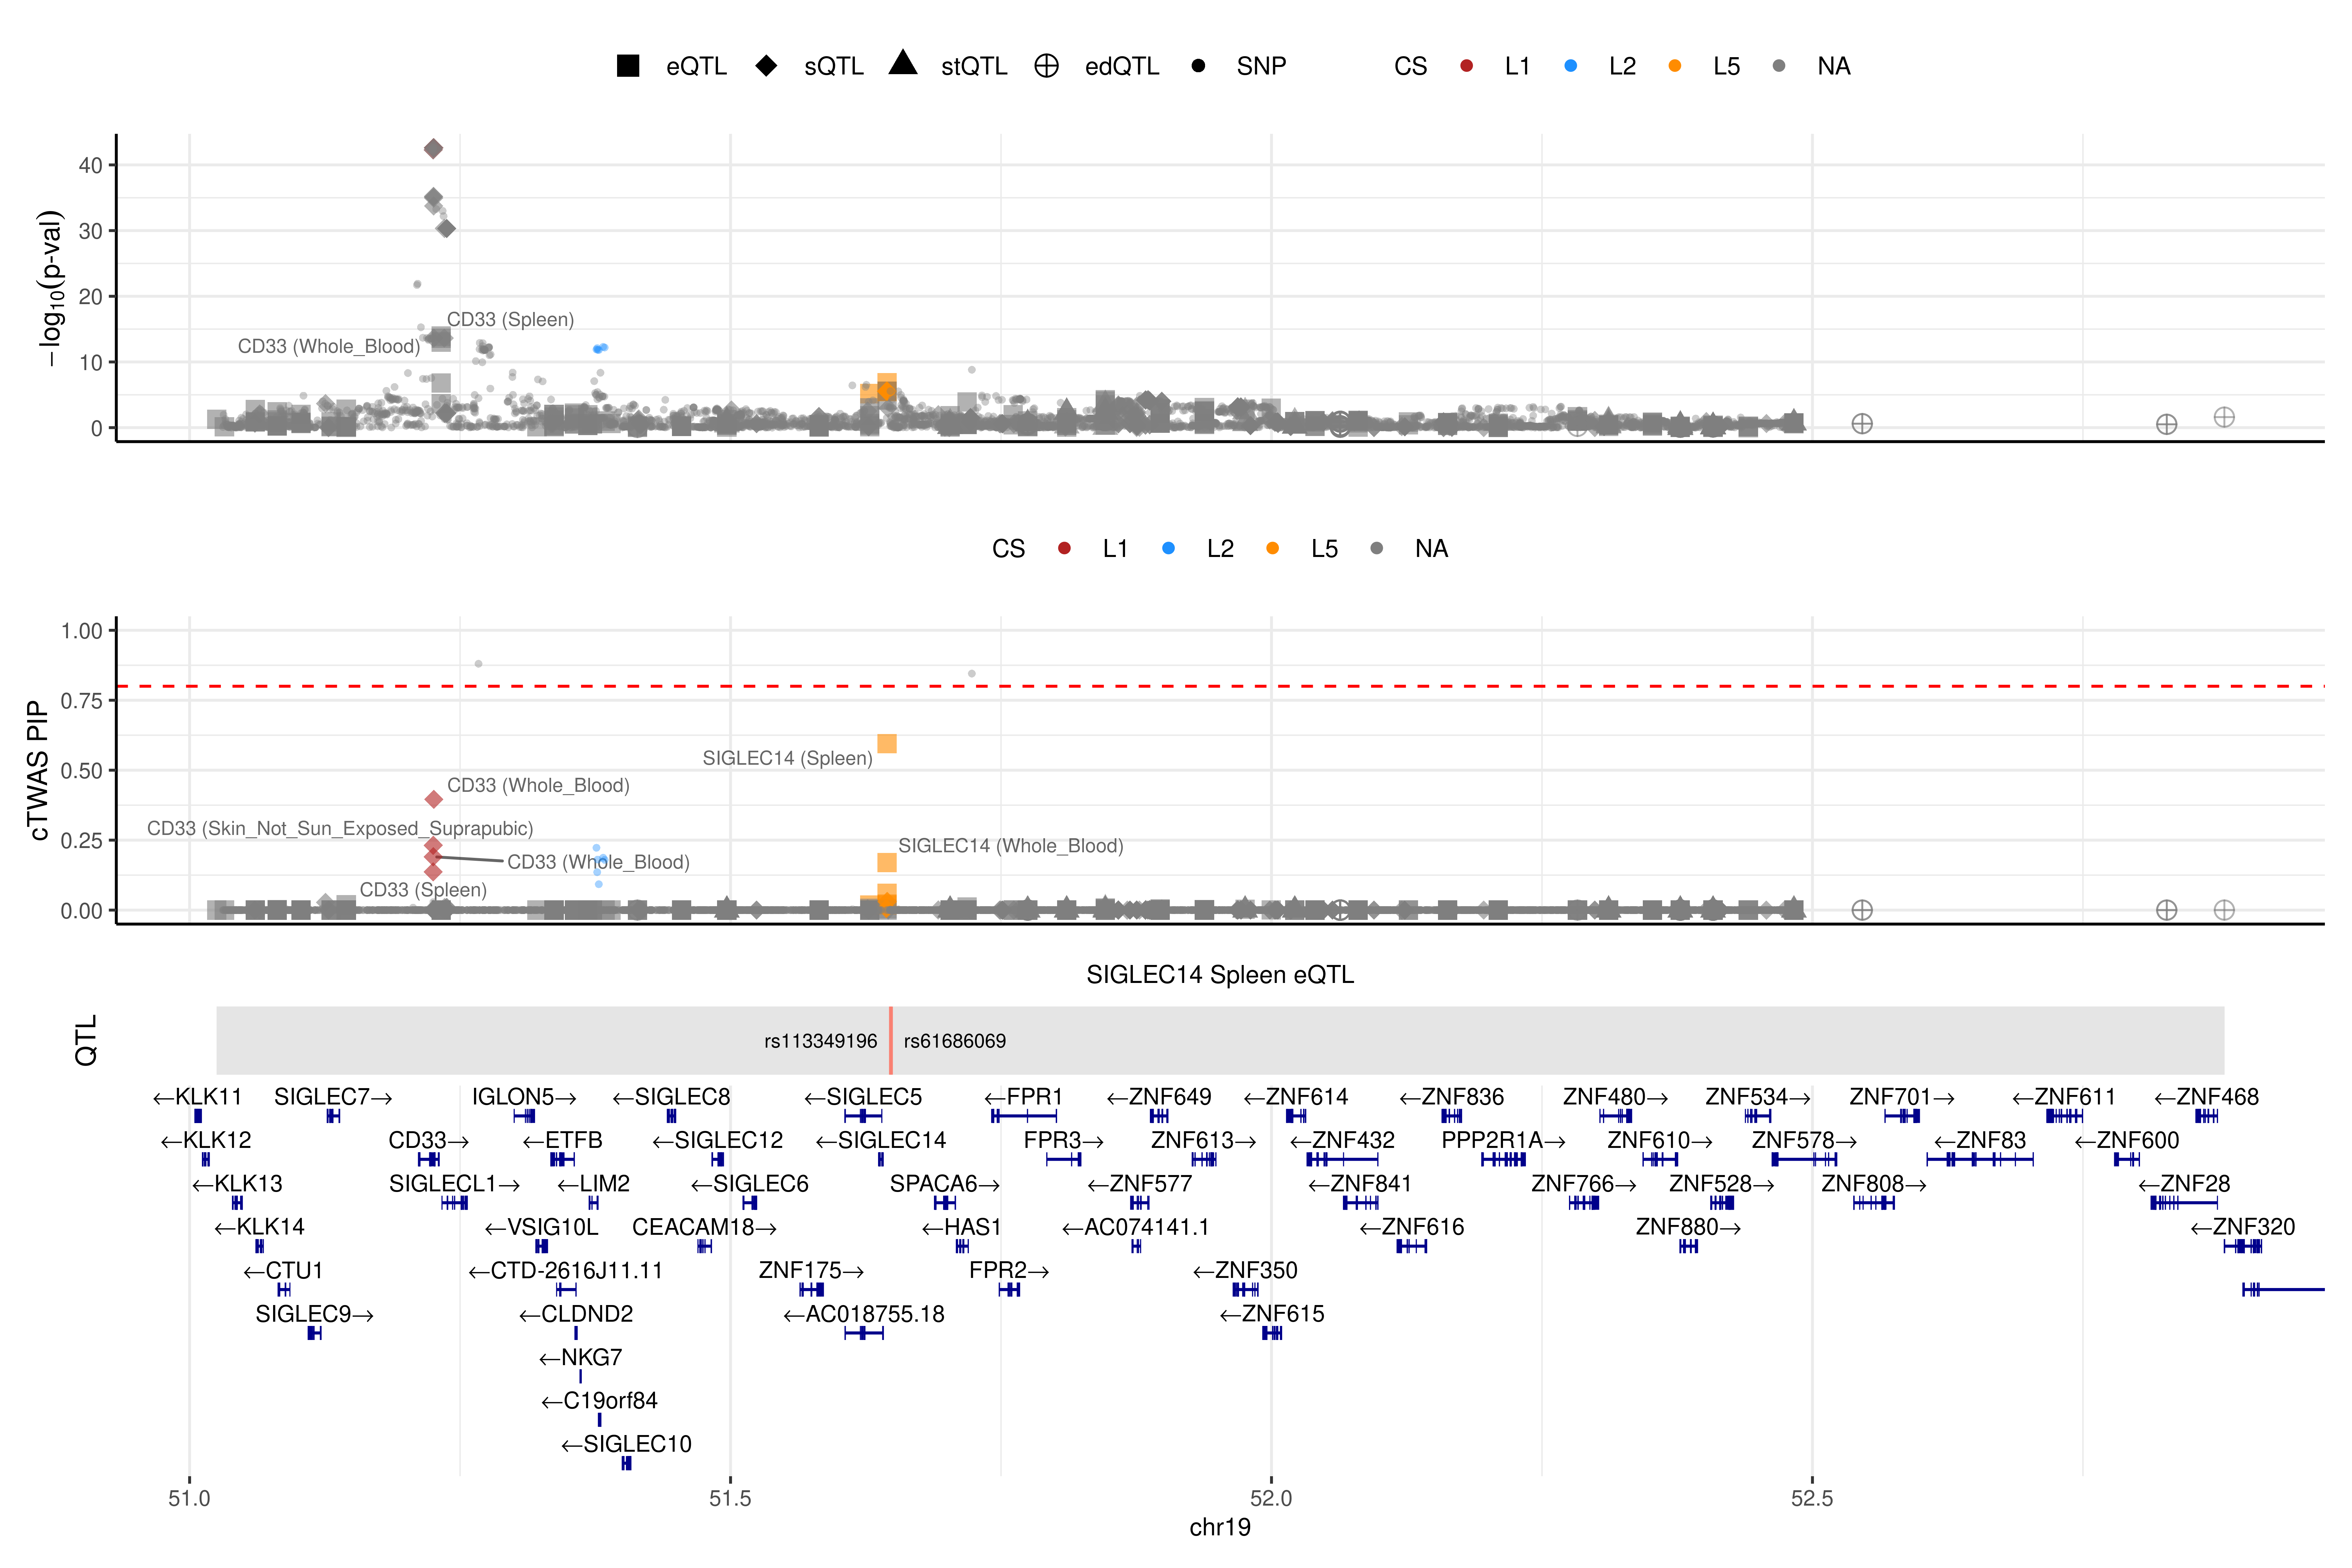 eQTL sQTL stQTL edQTL SNP CS L1 L2 L5 NA
−log10(p-val)
40
30
20
10
0
CD33 (Spleen)
CD33 (Whole_Blood)
CS L1 L2 L5 NA
cTWAS PIP
1.00
0.75
0.50
0.25
0.00
SIGLEC14 (Spleen)
CD33 (Whole_Blood)
CD33 (Skin_Not_Sun_Exposed_Suprapubic)
SIGLEC14 (Whole_Blood)
CD33 (Whole_Blood)
CD33 (Spleen)
SIGLEC14 Spleen eQTL
QTL
rs113349196 rs61686069
←KLK11 SIGLEC7→ IGLON5→ ←SIGLEC8 ←SIGLEC5 ←FPR1 ←ZNF649 ←ZNF614 ←ZNF836 ZNF480→ ZNF534→ ZNF701→ ←ZNF611 ←ZNF468
←KLK12 CD33→ ←ETFB ←SIGLEC12 ←SIGLEC14 FPR3→ ZNF613→ ←ZNF432 PPP2R1A→ ZNF610→ ZNF578→ ←ZNF83 ←ZNF600
←KLK13 SIGLECL1→ ←LIM2 ←SIGLEC6 SPACA6→ ←ZNF577 ←ZNF841 ZNF766→ ZNF528→ ZNF808→ ←ZNF28
←KLK14 ←VSIG10L CEACAM18→ ←HAS1 ←AC074141.1 ←ZNF616 ZNF880→ ←ZNF320
←CTU1 ←CTD-2616J11.11 ZNF175→ FPR2→ ←ZNF350
SIGLEC9→ ←CLDND2 ←AC018755.18 ←ZNF615
←NKG7
←C19orf84
←SIGLEC10
51.0 51.5 52.0 52.5
chr19